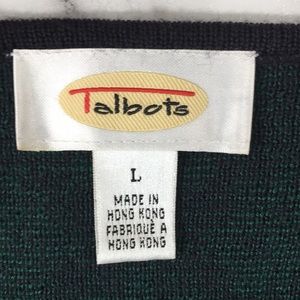 Talbots
L
MADE IN
HONG KONG
FABRIQUÉ A
HONG KONG